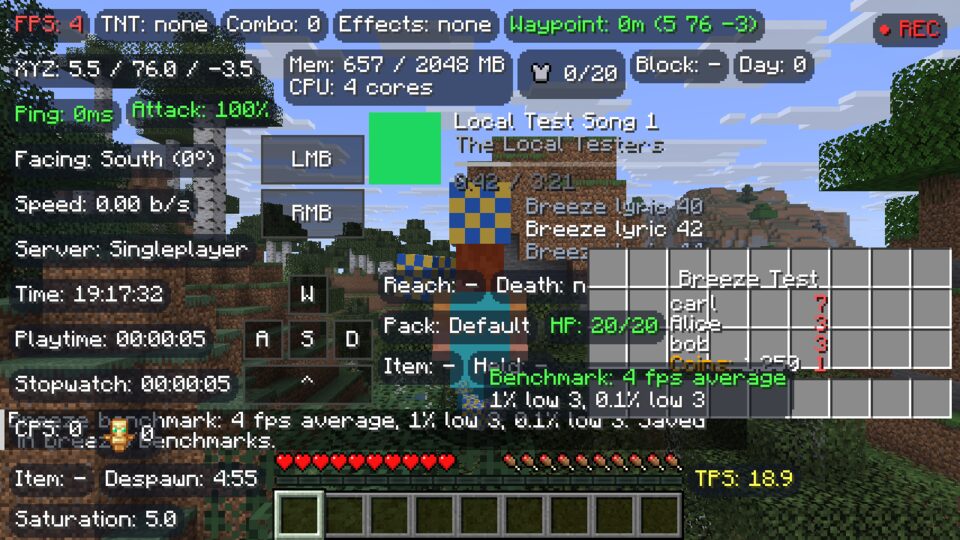 FPS: 4
TNT: none
Combo: 0
Effects: none
Waypoint: 0m (5 76 -3)
REC
XYZ: 5.5 / 76.0 / -3.5
Mem: 657 / 2048 MB
CPU: 4 cores
0/20
Block: -
Day: 0
Ping: 0ms
Attack: 100%
Local Test Song 1
The Local Testers
0:42 / 3:21
Facing: South (0°)
LMB
Speed: 0.00 b/s
RMB
Breeze lyric 40
Breeze lyric 42
Breeze
Server: Singleplayer
Breeze Test
Time: 19:17:32
W
Reach: -
Death: n
carl 7
Alice 3
bob 3
Coins: 1,250 1
Playtime: 00:00:05
A
S
D
Pack: Default
HP: 20/20
Item: -
Stopwatch: 00:00:05
^
Benchmark: 4 fps average
1% low 3, 0.1% low 3
benchmark: 4 fps average, 1% low 3, 0.1% low 3. Saved
CPS: 0
0
Item: -
Despawn: 4:55
TPS: 18.9
Saturation: 5.0